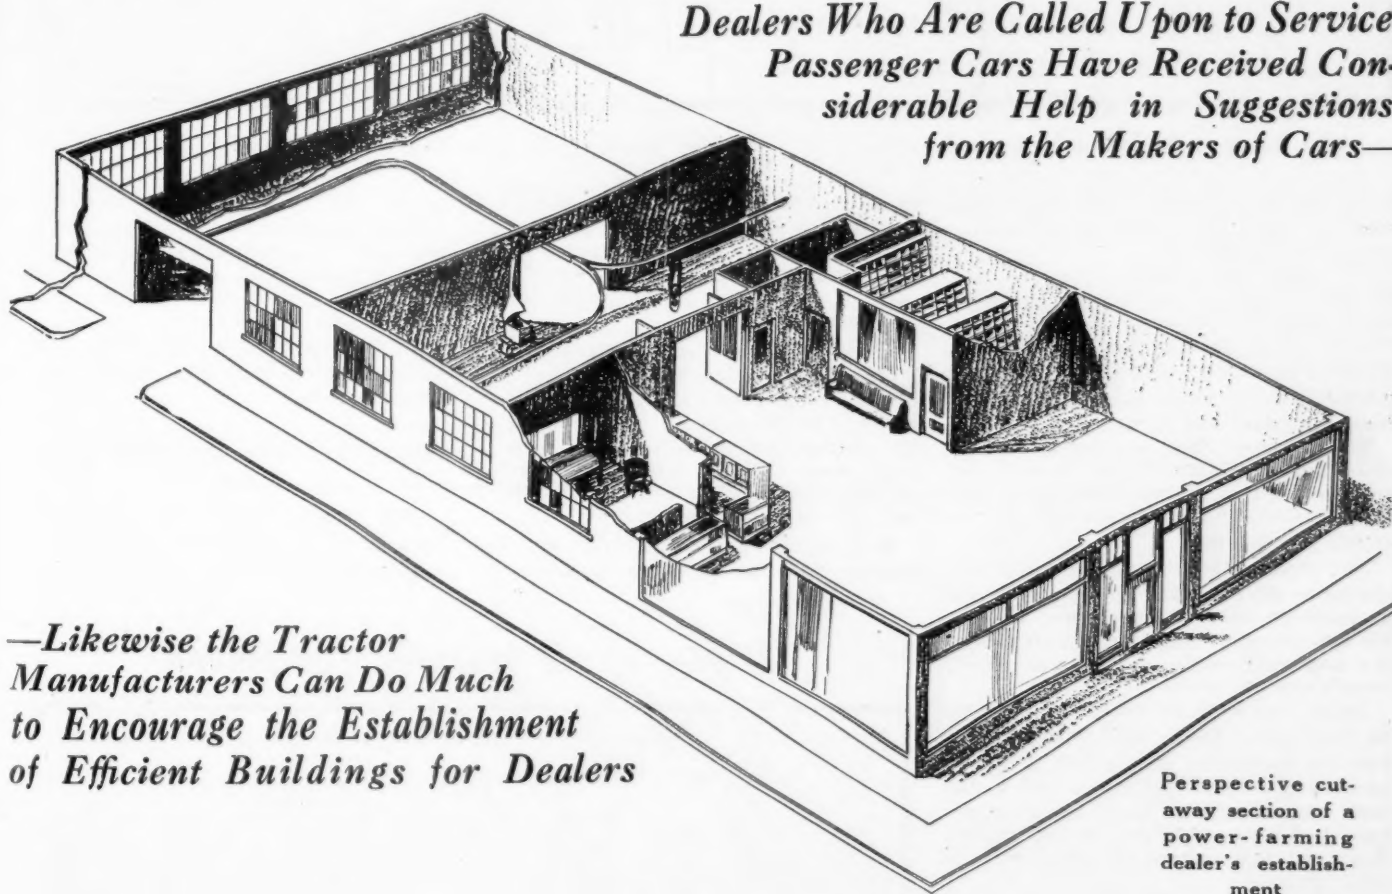 Dealers Who Are Called Upon to Service
Passenger Cars Have Received Con-
siderable Help in Suggestions
from the Makers of Cars—
—Likewise the Tractor
Manufacturers Can Do Much
to Encourage the Establishment
of Efficient Buildings for Dealers
Perspective cut-
away section of a
power-farming
dealer's establish-
ment